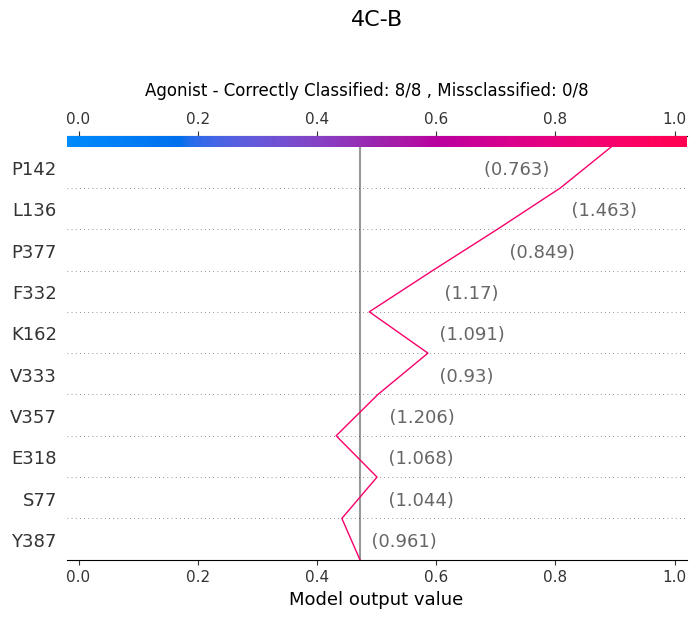 4C-B
Agonist - Correctly Classified: 8/8 , Missclassified: 0/8
0.0 0.2 0.4 0.6 0.8 1.0
P142 (0.763)
L136 (1.463)
P377 (0.849)
F332 (1.17)
K162 (1.091)
V333 (0.93)
V357 (1.206)
E318 (1.068)
S77 (1.044)
Y387 (0.961)
0.0 0.2 0.4 0.6 0.8 1.0
Model output value